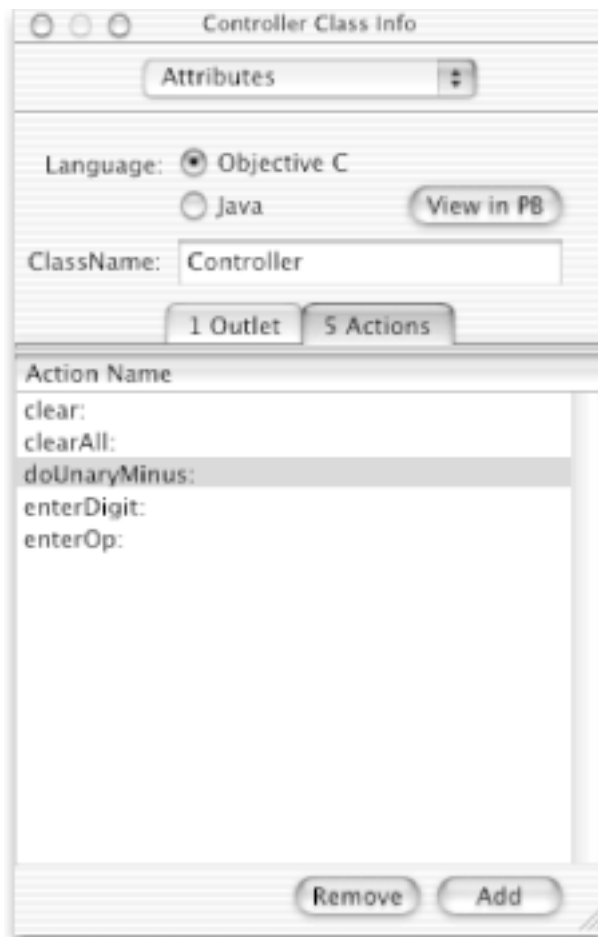 Controller Class Info
Attributes
Language: Objective C
Java View in PB
ClassName: Controller
1 Outlet 5 Actions
Action Name
clear:
clearAll:
doUnaryMinus:
enterDigit:
enterOp:
Remove Add